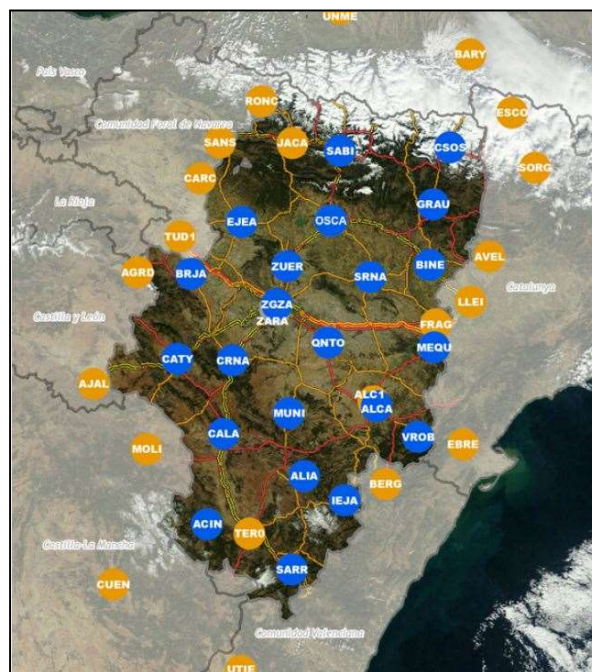 UNME
BARY
País Vasco
RONC
ESCO
Comunidad Foral de Navarra
SANS
JACA
SABI
CSOS
SORG
CARC
La Rioja
GRAU
EJEA
OSCA
TUD1
AGRD
BRJA
ZUER
SRNA
BINE
AVEL
Catalunya
LLEI
Castilla y León
ZGZA
ZARA
FRAG
QNTO
MEQU
CATY
CRNA
AJAL
ALC1
ALCA
MUNI
CALA
VROB
EBRE
MOLI
ALIA
BERG
IEJA
ACIN
TER0
Castilla-La Mancha
SARR
CUEN
Comunidad Valenciana
UTIE